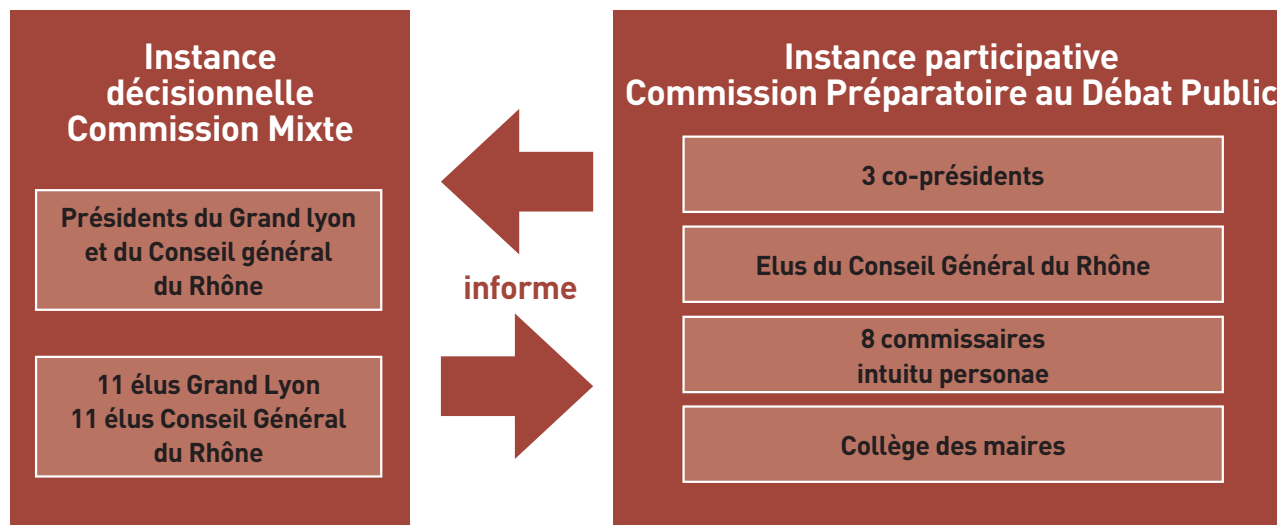 Instance
décisionnelle
Commission Mixte
Présidents du Grand lyon
et du Conseil général
du Rhône
11 élus Grand Lyon
11 élus Conseil Général
du Rhône
informe
Instance participative
Commission Préparatoire au Débat Public
3 co-présidents
Elus du Conseil Général du Rhône
8 commissaires
intuitu personae
Collège des maires